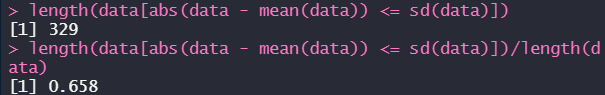 > length(data[abs(data - mean(data)) <= sd(data)])
[1] 329
> length(data[abs(data - mean(data)) <= sd(data)])/length(d
ata)
[1] 0.658